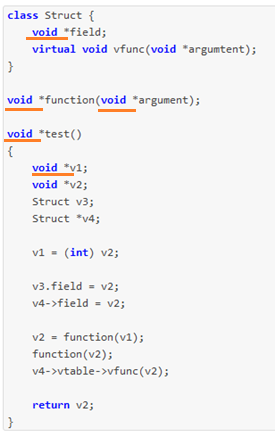 class Struct {
    void *field;
    virtual void vfunc(void *argumtent);
}

void *function(void *argument);

void *test()
{
    void *v1;
    void *v2;
    Struct v3;
    Struct *v4;

    v1 = (int) v2;

    v3.field = v2;
    v4->field = v2;

    v2 = function(v1);
    function(v2);
    v4->vtable->vfunc(v2);

    return v2;
}